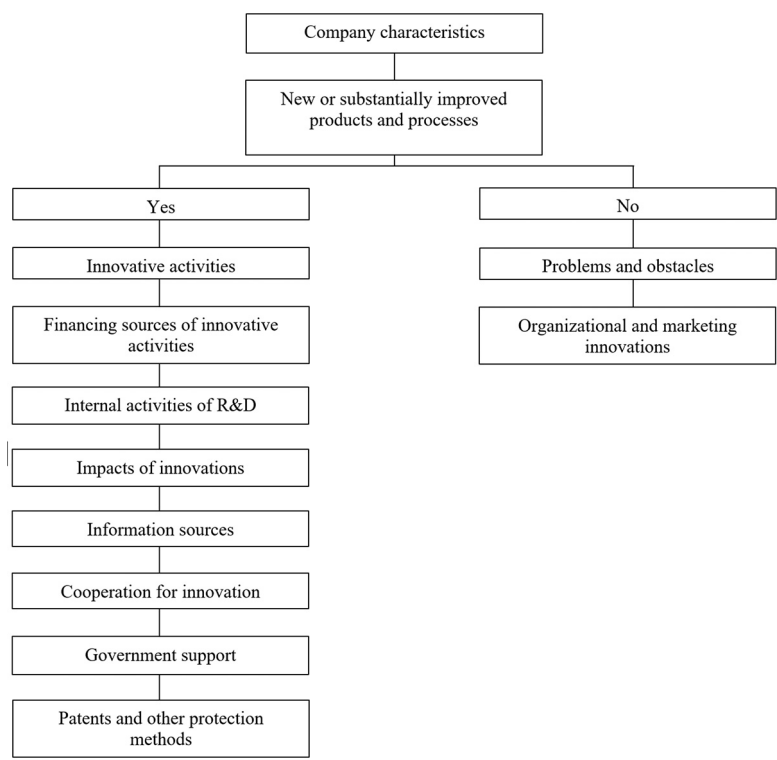 Company characteristics
New or substantially improved
products and processes
Yes
No
Innovative activities
Problems and obstacles
Financing sources of innovative
activities
Organizational and marketing
innovations
Internal activities of R&D
Impacts of innovations
Information sources
Cooperation for innovation
Government support
Patents and other protection
methods